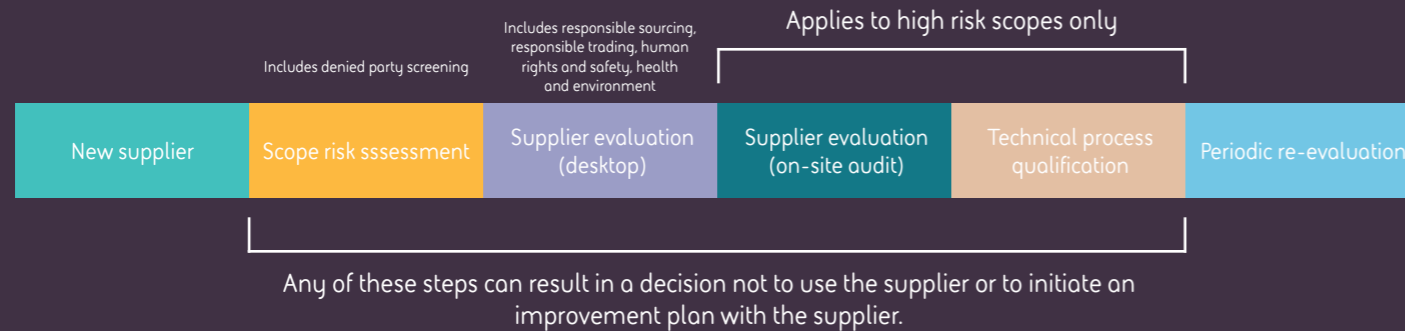 Applies to high risk scopes only
Includes denied party screening
Includes responsible sourcing,
responsible trading, human
rights and safety, health
and environment
New supplier
Scope risk sssessment
Supplier evaluation
(desktop)
Supplier evaluation
(on-site audit)
Technical process
qualification
Periodic re-evaluation
Any of these steps can result in a decision not to use the supplier or to initiate an
improvement plan with the supplier.